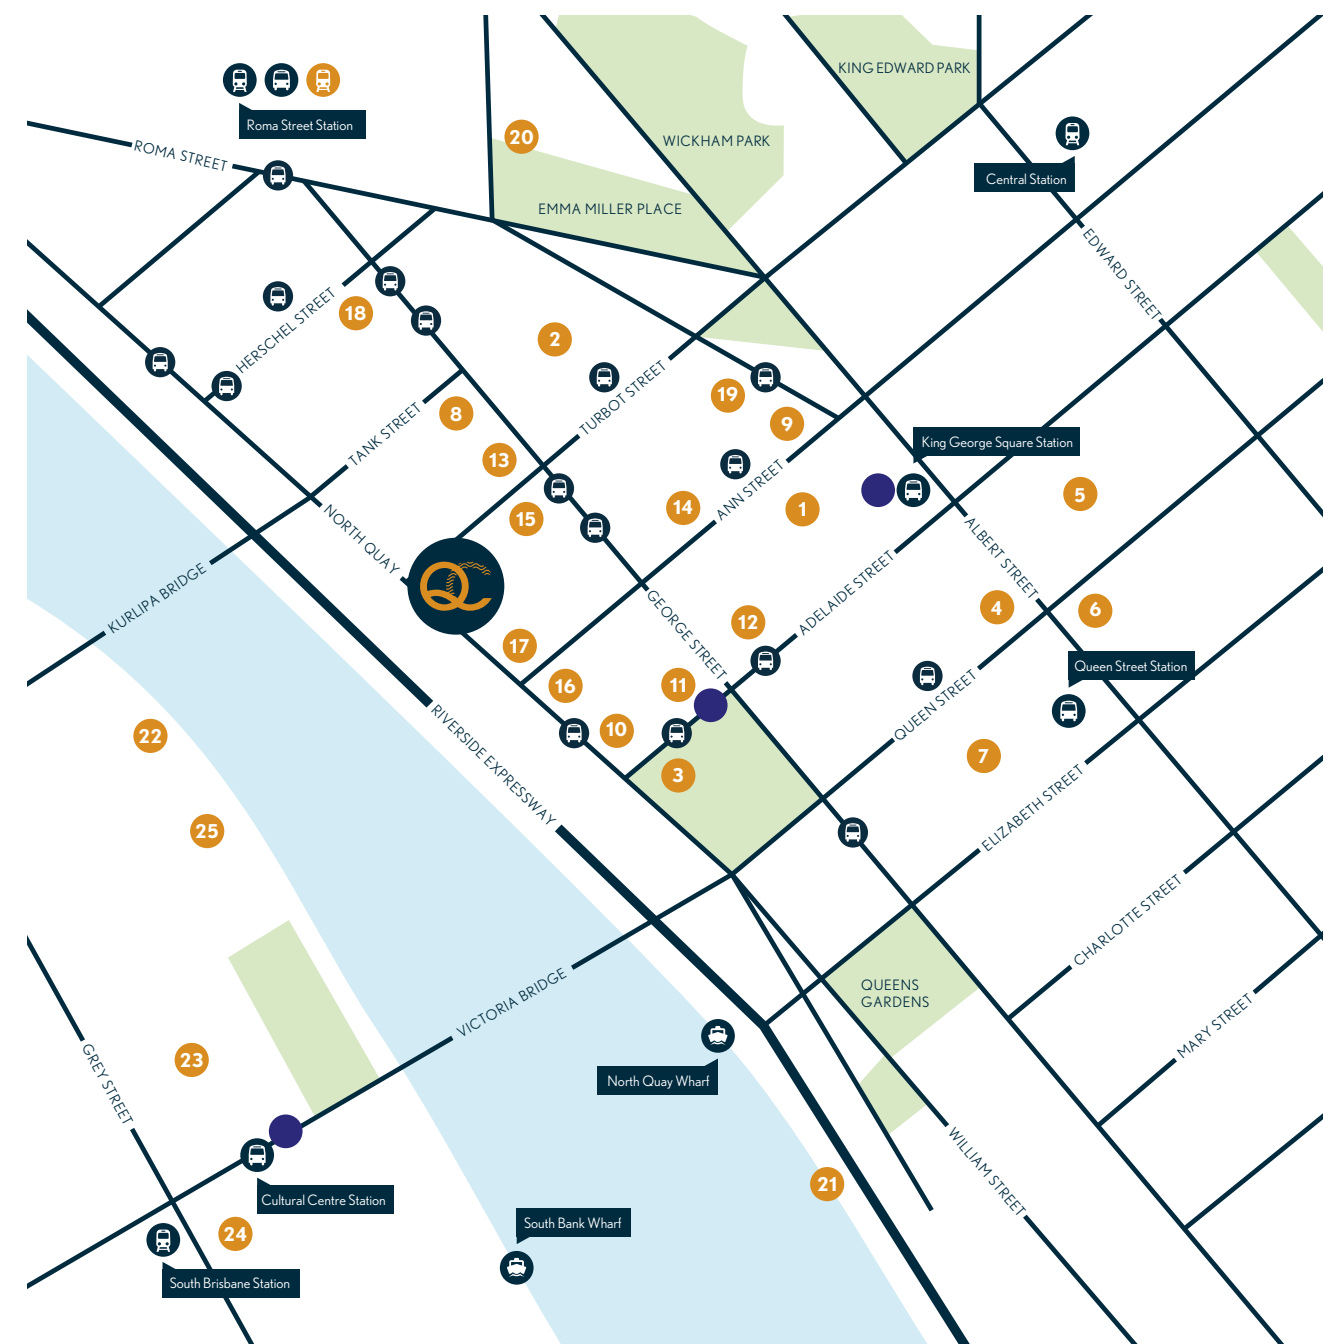 KING EDWARD PARK
Roma Street Station
20
WICKHAM PARK
ROMA STREET
Central Station
EMMA MILLER PLACE
EDWARD STREET
HERSCHEL STREET
18
2
TURBOT STREET
19
8
9
TANK STREET
King George Square Station
13
ANN STREET
5
14
1
15
NORTH QUAY
ALBERT STREET
QC
KURLIPA BRIDGE
ADELAIDE STREET
GEORGE STREET
4
6
12
17
Queen Street Station
11
16
QUEEN STREET
10
22
RIVERSIDE EXPRESSWAY
7
3
ELIZABETH STREET
25
CHARLOTTE STREET
VICTORIA BRIDGE
QUEENS
GARDENS
MARY STREET
23
GREY STREET
North Quay Wharf
WILLIAM STREET
21
Cultural Centre Station
24
South Bank Wharf
South Brisbane Station